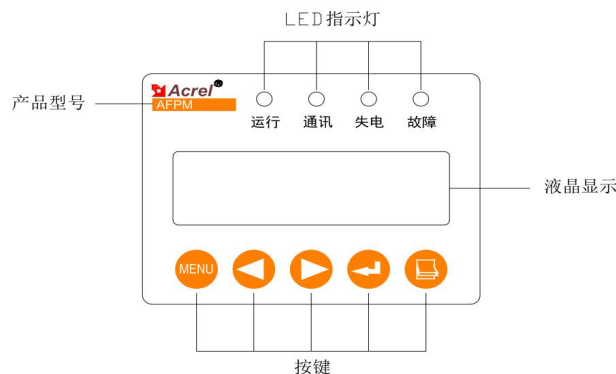 LED指示灯
Acrel
产品型号
AFPM
运行 通讯 失电 故障
液晶显示
MENU
按键